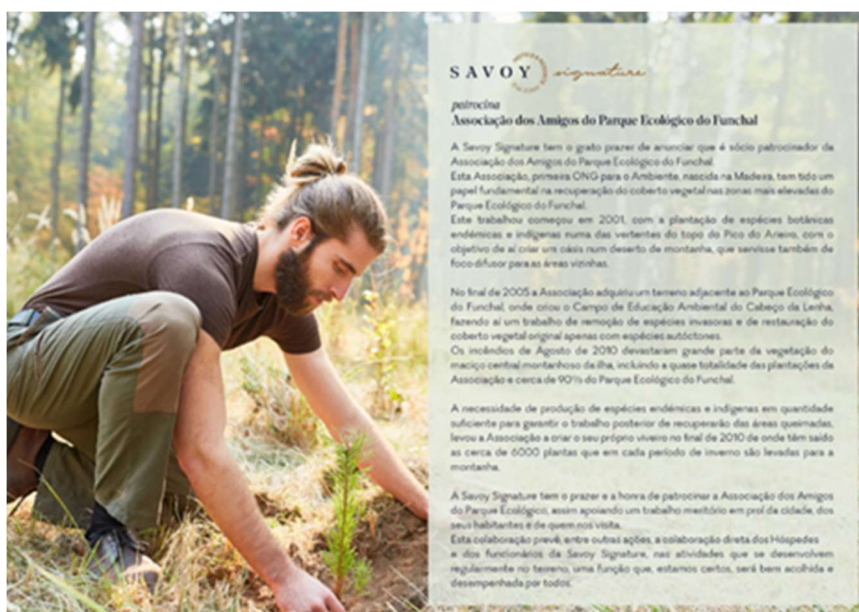 SAVOY signature
patrocina
Associação dos Amigos do Parque Ecológico do Funchal
A Savoy Signature tem o grato prazer de anunciar que é sócio patrocinador da
Associação dos Amigos do Parque Ecológico do Funchal.
Esta Associação, primeira ONG para o Ambiente, nascida na Madeira, tem tido um
papel fundamental na recuperação do coberto vegetal nas zonas mais elevadas do
Parque Ecológico do Funchal.
Este trabalhou começou em 2001, com a plantação de espécies botânicas
endémicas e indígenas numa das vertentes do topo do Pico do Arieiro, com o
objetivo de aí criar um oásis num deserto de montanha, que servisse também de
foco difusor para as áreas vizinhas.
No final de 2005 a Associação adquiriu um terreno adjacente ao Parque Ecológico
do Funchal, onde criou o Campo de Educação Ambiental do Cabeço da Lenha,
fazendo aí um trabalho de remoção de espécies invasoras e de restauração do
coberto vegetal original apenas com espécies autóctones.
Os incêndios de Agosto de 2010 devastaram grande parte da vegetação do
maciço central montanhoso da ilha, incluindo a quase totalidade das plantações da
Associação e cerca de 90% do Parque Ecológico do Funchal.
A necessidade de produção de espécies endémicas e indígenas em quantidade
suficiente para garantir o trabalho posterior de recuperarão das áreas queimadas,
levou a Associação a criar o seu próprio viveiro no final de 2010 de onde têm saído
as cerca de 6000 plantas que em cada período de inverno são levadas para a
montanha.
A Savoy Signature tem o prazer e a honra de patrocinar a Associação dos Amigos
do Parque Ecológico, assim apoiando um trabalho meritório em prol da cidade, dos
seus habitantes e de quem nos visita.
Esta colaboração prevê, entre outras ações, a colaboração direta dos Hóspedes
e dos funcionários da Savoy Signature, nas atividades que se desenvolvem
regularmente no terreno, uma função que, estamos certos, será bem acolhida e
desempenhada por todos.